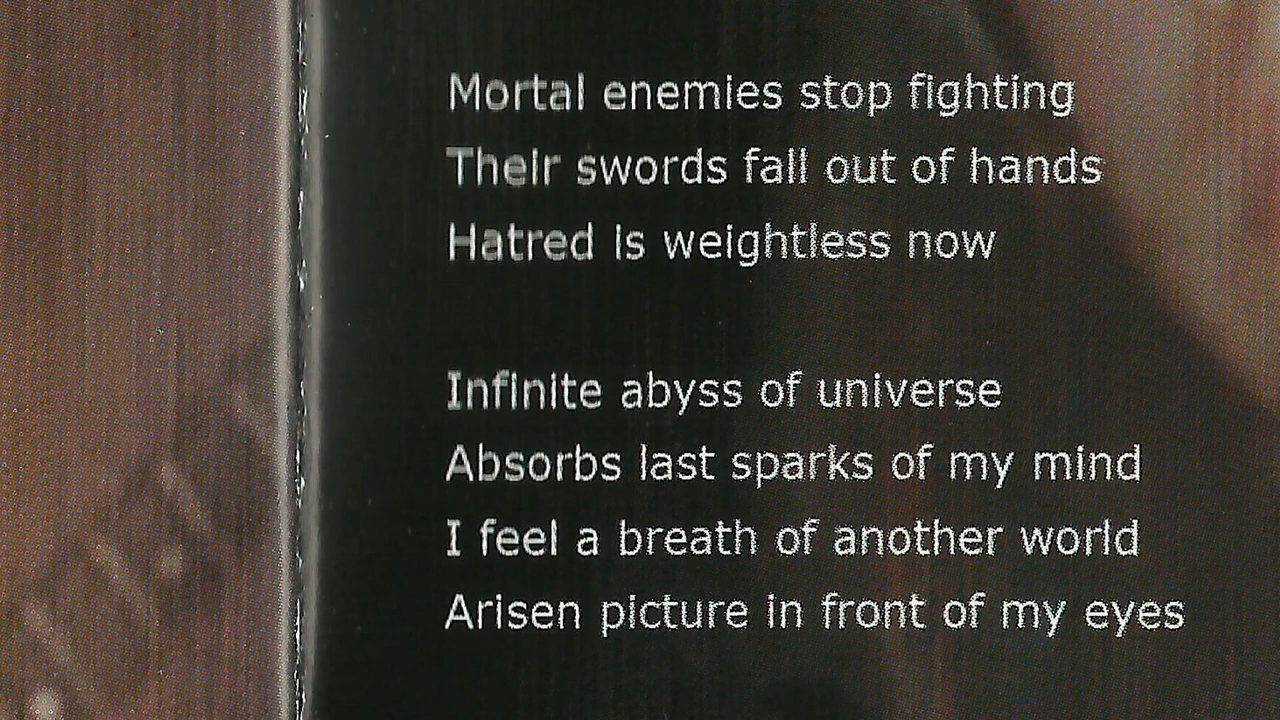 Mortal enemies stop fighting
Their swords fall out of hands
Hatred is weightless now
Infinite abyss of universe
Absorbs last sparks of my mind
I feel a breath of another world
Arisen picture in front of my eyes